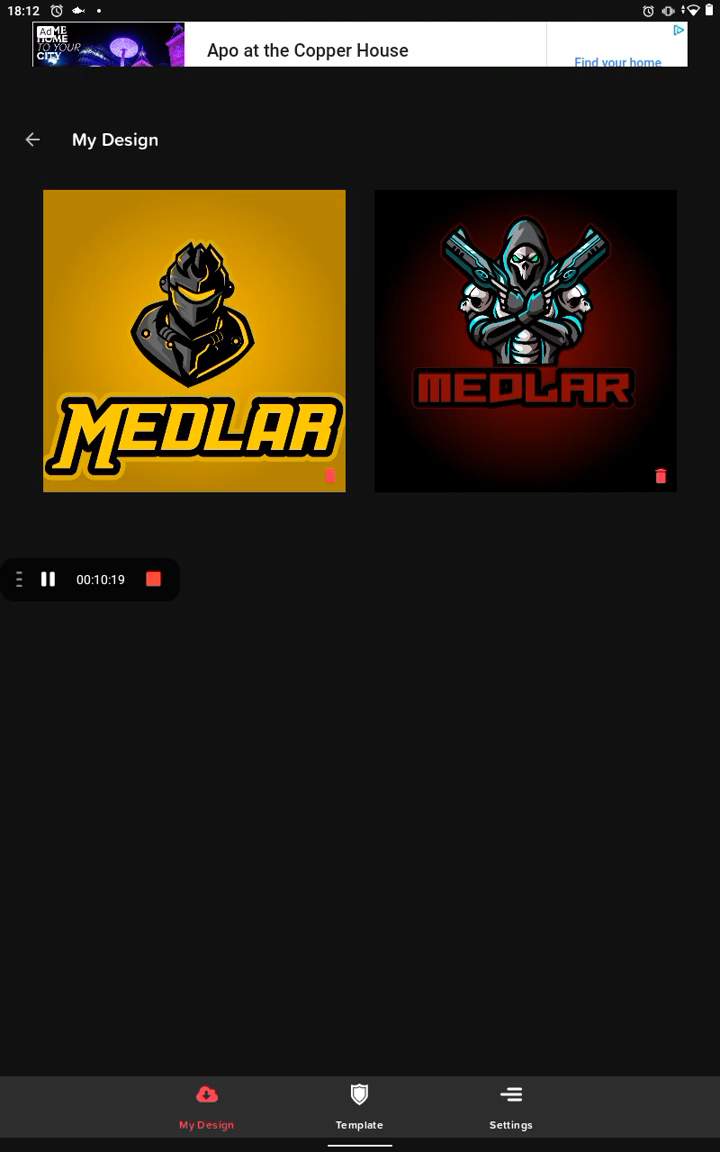 18:12
Ad
HOME
TO YOUR
CITY
Apo at the Copper House
Find your home
My Design
MEDLAR
MEDLAR
00:10:19
My Design
Template
Settings